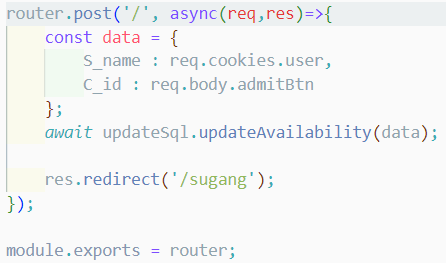 router.post('/', async(req,res)=>{
    const data = {
        S_name : req.cookies.user,
        C_id : req.body.admitBtn
    };
    await updateSql.updateAvailability(data);

    res.redirect('/sugang');
});

module.exports = router;